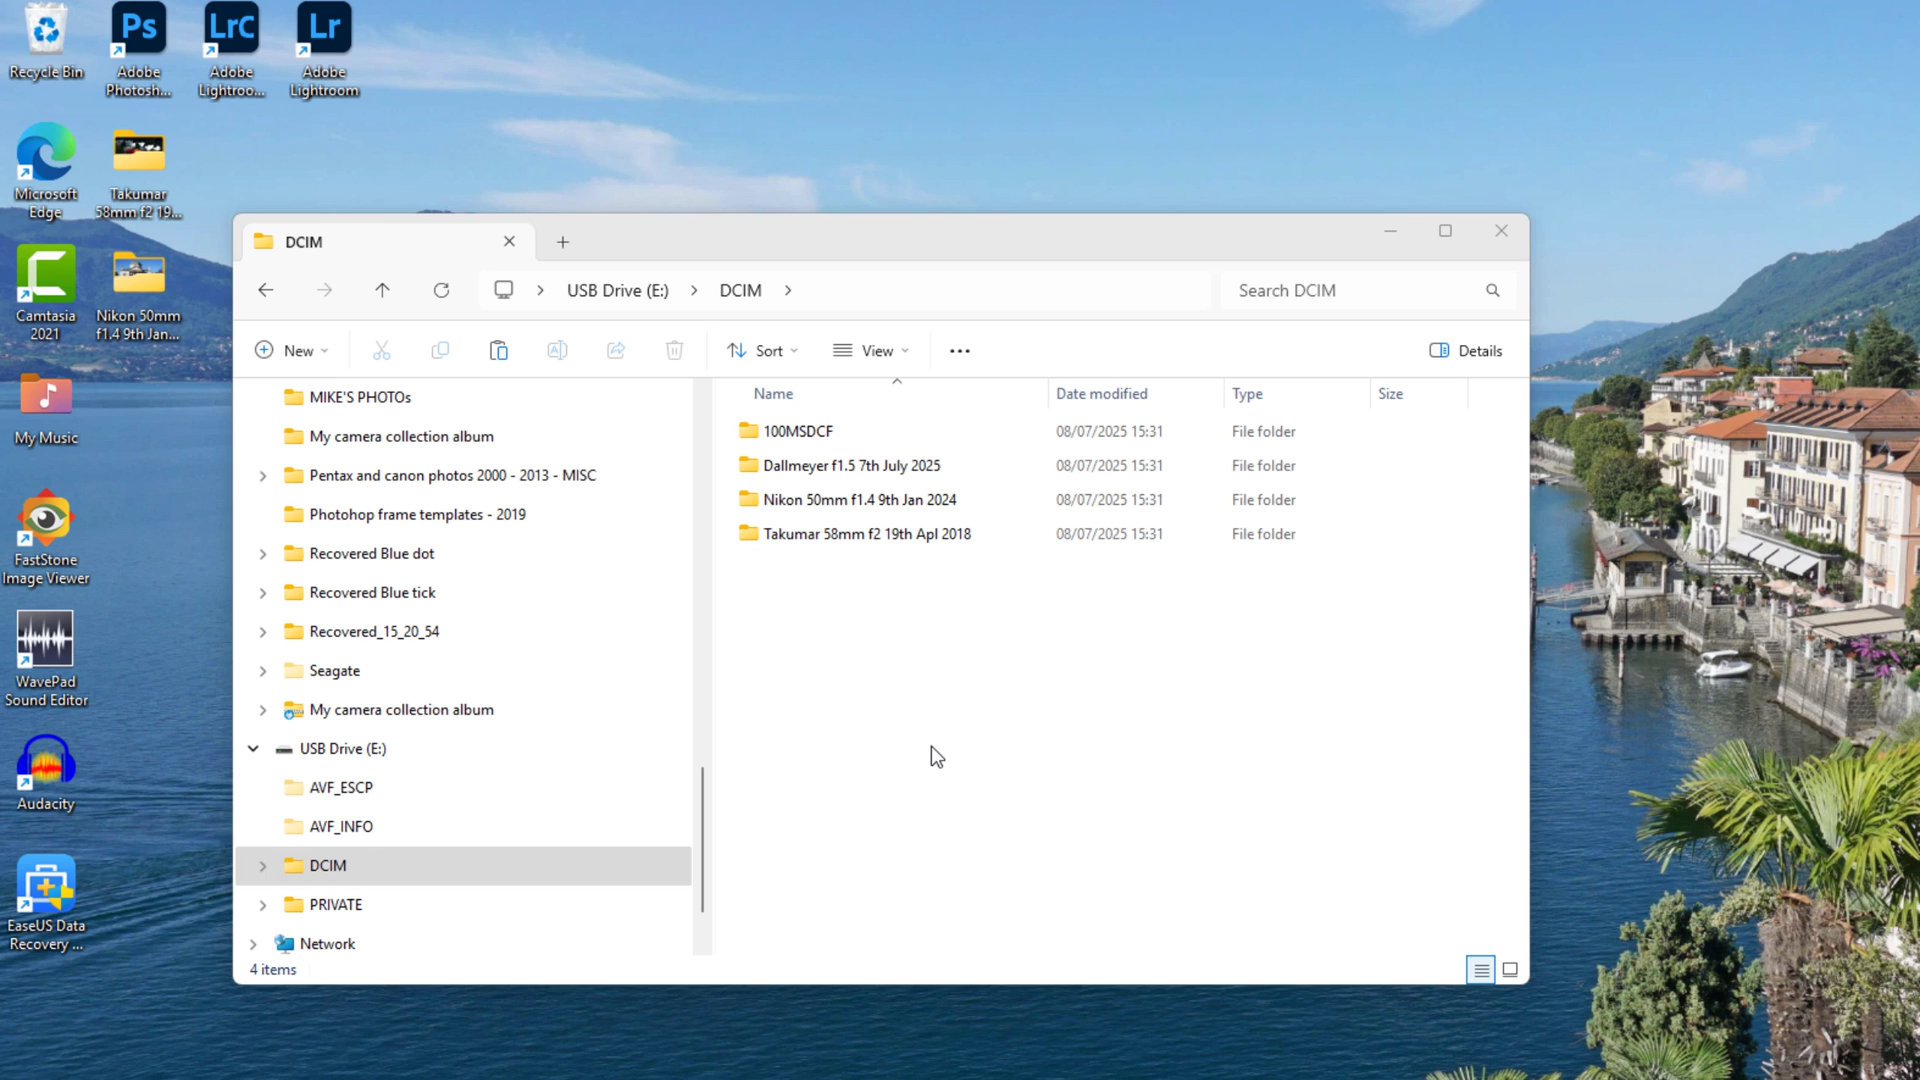 Recycle Bin
Ps
Adobe
Photosh...
LrC
Adobe
Lightroo...
Lr
Adobe
Lightroom
Microsoft
Edge
Takumar
58mm f2 19...
Camtasia
2021
Nikon 50mm
f1.4 9th Jan...
My Music
FastStone
Image Viewer
WavePad
Sound Editor
Audacity
EaseUS Data
Recovery ...
DCIM
USB Drive (E:)
DCIM
Search DCIM
New
Sort
View
Details
MIKE'S PHOTOs
My camera collection album
Pentax and canon photos 2000 - 2013 - MISC
Photohop frame templates - 2019
Recovered Blue dot
Recovered Blue tick
Recovered_15_20_54
Seagate
My camera collection album
USB Drive (E:)
AVF_ESCP
AVF_INFO
DCIM
PRIVATE
Network
Name Date modified Type Size
100MSDCF 08/07/2025 15:31 File folder
Dallmeyer f1.5 7th July 2025 08/07/2025 15:31 File folder
Nikon 50mm f1.4 9th Jan 2024 08/07/2025 15:31 File folder
Takumar 58mm f2 19th Apl 2018 08/07/2025 15:31 File folder
4 items